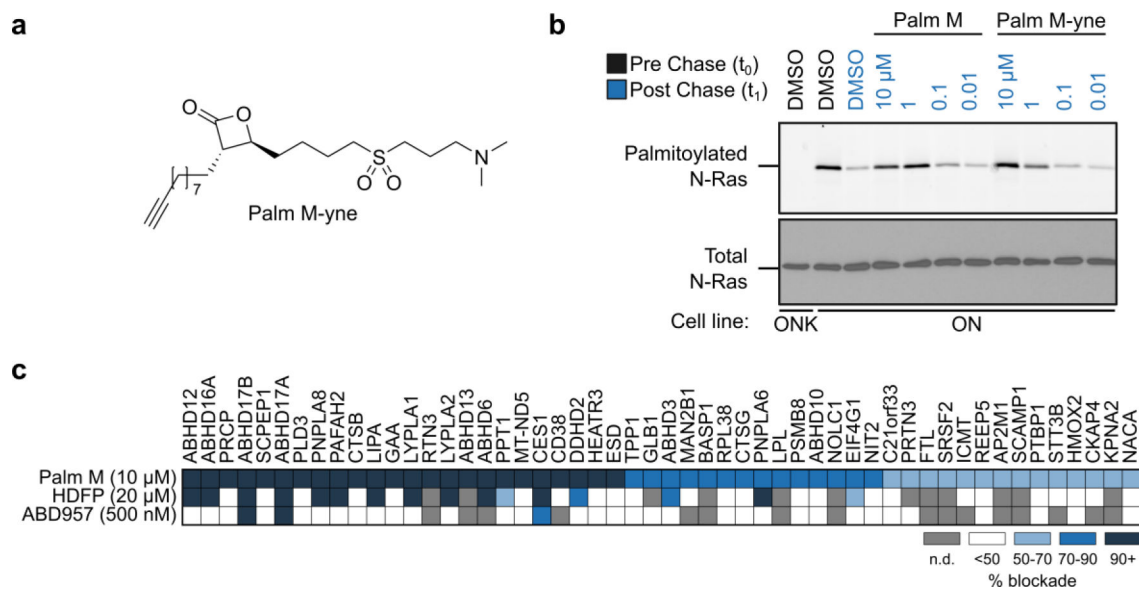 a
O
O
7
S
O O
N
Palm M-yne
b
Pre Chase (t₀)
Post Chase (t₁)
Palm M
Palm M-yne
DMSO
DMSO
DMSO
10 µM
1
0.1
0.01
10 µM
1
0.1
0.01
Palmitoylated
N-Ras
Total
N-Ras
Cell line:
ONK
ON
c
ABHD12
ABHD16A
PRCP
ABHD17B
SCPEP1
ABHD17A
PLD3
PNPLA8
PAFAH2
CTSB
LIPA
GAA
LYPLA1
RTN3
LYPLA2
ABHD13
ABHD6
PPT1
MT-ND5
CD38
CES1
DDHD2
HEATR3
ESD
TPP1
GLB1
ABHD3
MAN2B1
BASP1
RPL38
CTSG
PNPLA6
LPL
PSMB8
ABHD10
NOLC1
EIF4G1
NIT2
C21orf33
PRTN3
FTL
SRSF2
ICMT
REEP5
AP2M1
SCAMP1
PTBP1
STT3B
HMOX2
CKAP4
KPNA2
NACA
Palm M (10 µM)
HDFP (20 µM)
ABD957 (500 nM)
n.d.
<50
50-70
70-90
90+
% blockade